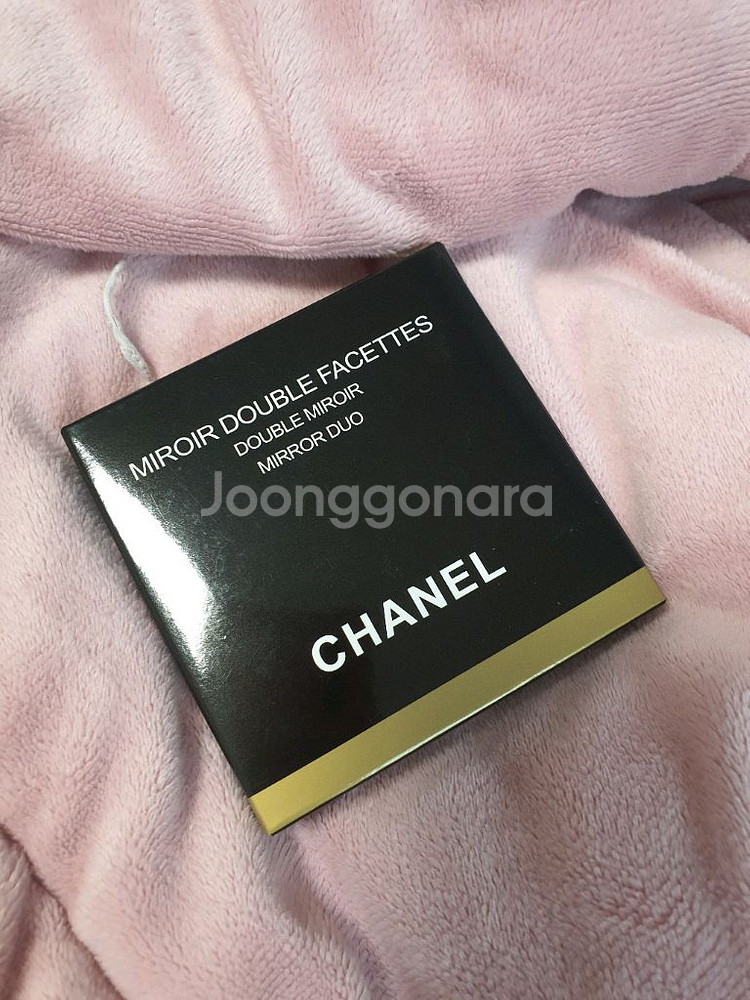 MIROIR DOUBLE FACETTES
DOUBLE MIROIR
MIRROR DUO
Joonggonara
CHANEL